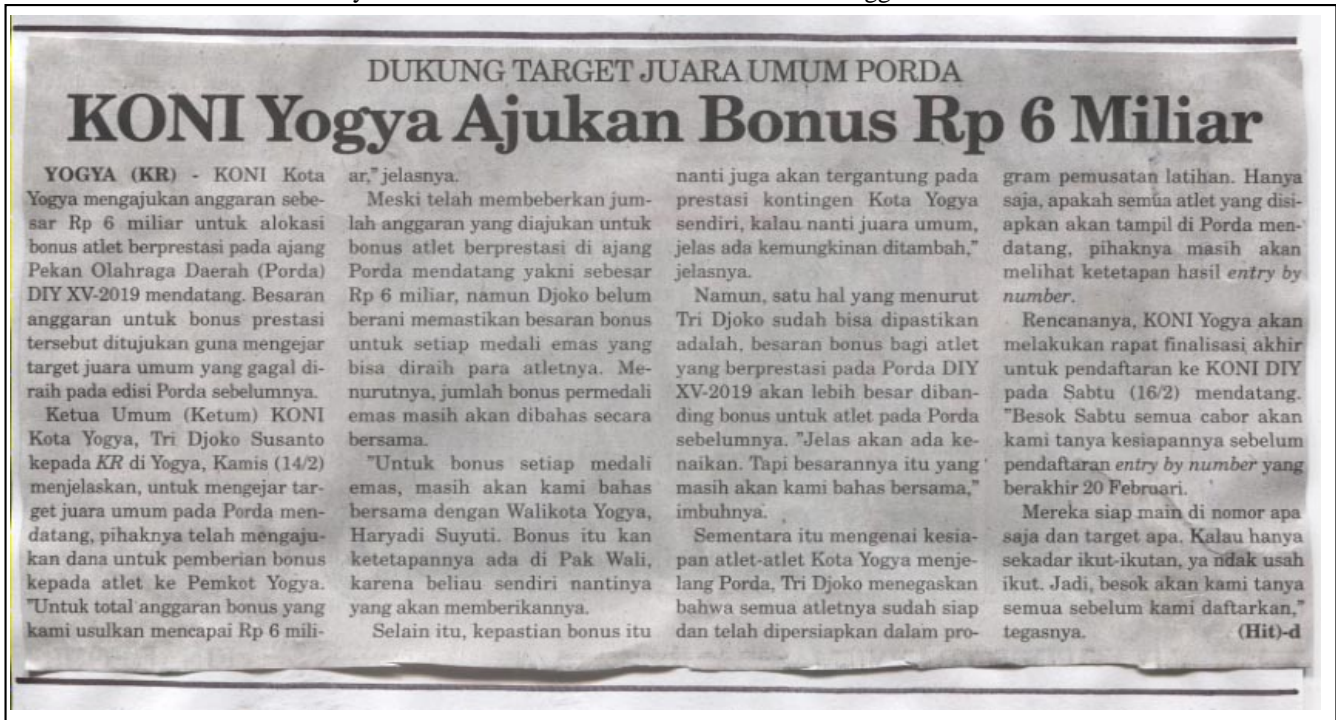 DUKUNG TARGET JUARA UMUM PORDA
KONI Yogya Ajukan Bonus Rp 6 Miliar
YOGYA (KR) - KONI Kota
Yogya mengajukan anggaran sebe-
sar Rp 6 miliar untuk alokasi
bonus atlet berprestasi pada ajang
Pekan Olahraga Daerah (Porda)
DIY XV-2019 mendatang. Besaran
anggaran untuk bonus prestasi
tersebut ditujukan guna mengejar
target juara umum yang gagal di-
raih pada edisi Porda sebelumnya.
Ketua Umum (Ketum) KONI
Kota Yogya, Tri Djoko Susanto
kepada KR di Yogya, Kamis (14/2)
menjelaskan, untuk mengejar tar-
get juara umum pada Porda men-
datang, pihaknya telah mengaju-
kan dana untuk pemberian bonus
kepada atlet ke Pemkot Yogya.
"Untuk total anggaran bonus yang
kami usulkan mencapai Rp 6 mili-
ar," jelasnya.
Meski telah membeberkan jum-
lah anggaran yang diajukan untuk
bonus atlet berprestasi di ajang
Porda mendatang yakni sebesar
Rp 6 miliar, namun Djoko belum
berani memastikan besaran bonus
untuk setiap medali emas yang
bisa diraih para atletnya. Me-
nurutnya, jumlah bonus permedali
emas masih akan dibahas secara
bersama.
"Untuk bonus setiap medali
emas, masih akan kami bahas
bersama dengan Walikota Yogya,
Haryadi Suyuti. Bonus itu kan
ketetapannya ada di Pak Wali,
karena beliau sendiri nantinya
yang akan memberikannya.
Selain itu, kepastian bonus itu
nanti juga akan tergantung pada
prestasi kontingen Kota Yogya
sendiri, kalau nanti juara umum,
jelas ada kemungkinan ditambah,"
jelasnya.
Namun, satu hal yang menurut
Tri Djoko sudah bisa dipastikan
adalah, besaran bonus bagi atlet
yang berprestasi pada Porda DIY
XV-2019 akan lebih besar diban-
ding bonus untuk atlet pada Porda
sebelumnya. "Jelas akan ada ke-
naikan. Tapi besarannya itu yang
masih akan kami bahas bersama,"
imbuhnya.
Sementara itu mengenai kesia-
pan atlet-atlet Kota Yogya menje-
lang Porda, Tri Djoko menegaskan
bahwa semua atletnya sudah siap
dan telah dipersiapkan dalam pro-
gram pemusatan latihan. Hanya
saja, apakah semua atlet yang disi-
apkan akan tampil di Porda men-
datang, pihaknya masih akan
melihat ketetapan hasil entry by
number.
Rencananya, KONI Yogya akan
melakukan rapat finalisasi akhir
untuk pendaftaran ke KONI DIY
pada Sabtu (16/2) mendatang.
"Besok Sabtu semua cabor akan
kami tanya kesiapannya sebelum
pendaftaran entry by number yang
berakhir 20 Februari.
Mereka siap main di nomor apa
saja dan target apa. Kalau hanya
sekadar ikut-ikutan, ya ndak usah
ikut. Jadi, besok akan kami tanya
semua sebelum kami daftarkan,"
tegasnya. (Hit)-d